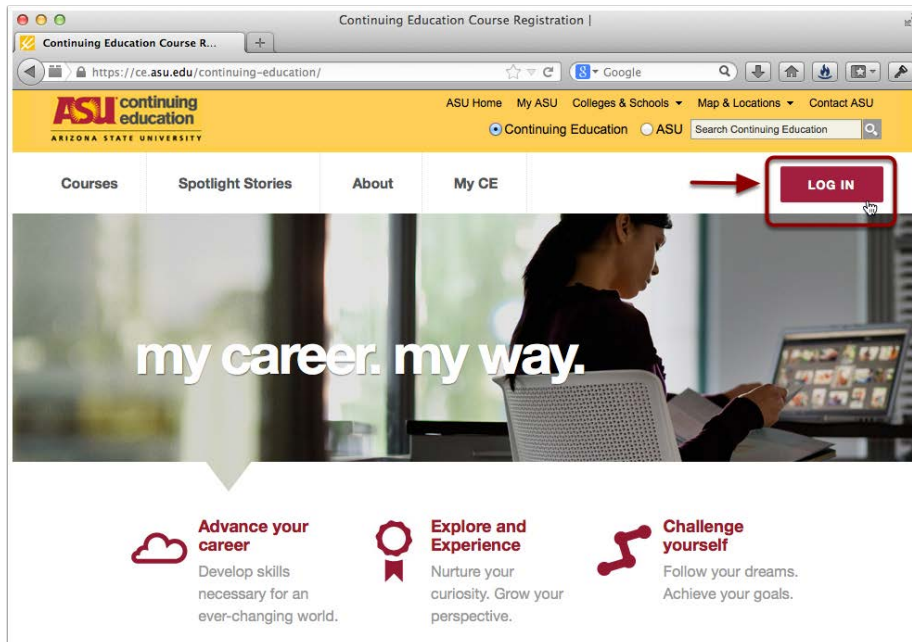 Continuing Education Course Registration |
Continuing Education Course R...
https://ce.asu.edu/continuing-education/
Google
ASU continuing education
ARIZONA STATE UNIVERSITY
ASU Home My ASU Colleges & Schools Map & Locations Contact ASU
Continuing Education ASU Search Continuing Education
Courses Spotlight Stories About My CE LOG IN
my career. my way.
Advance your
career
Develop skills
necessary for an
ever-changing world.
Explore and
Experience
Nurture your
curiosity. Grow your
perspective.
Challenge
yourself
Follow your dreams.
Achieve your goals.